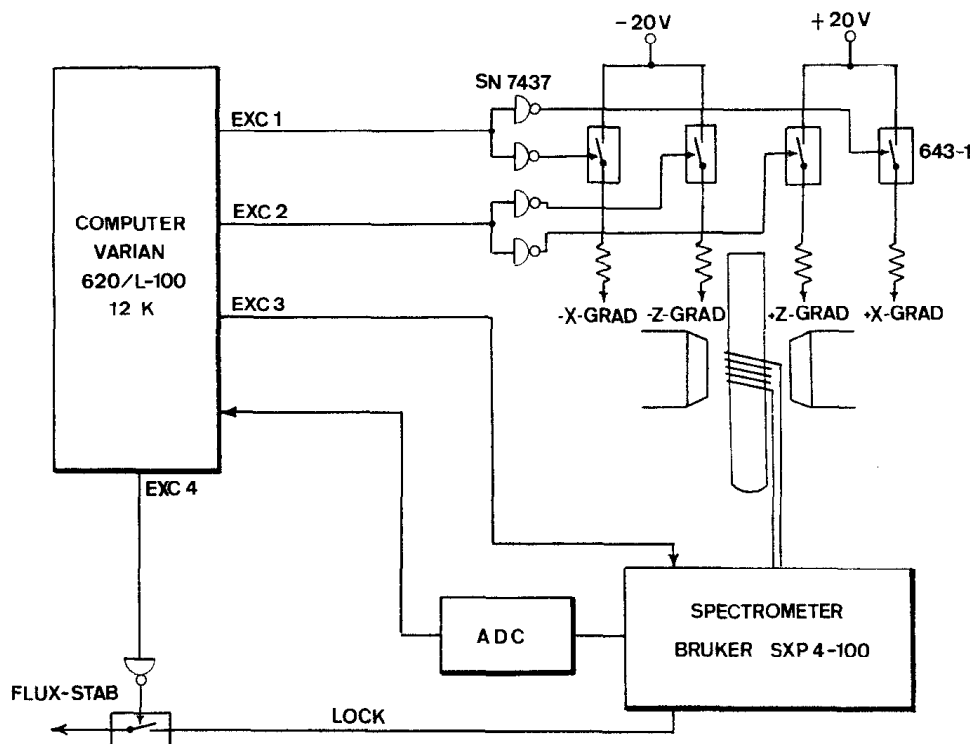 -20V
+20V
SN 7437
EXC 1
643-1
EXC 2
COMPUTER
VARIAN
620/L-100
12 K
EXC 3
-X-GRAD
-Z-GRAD
+Z-GRAD
+X-GRAD
EXC 4
ADC
SPECTROMETER
BRUKER SXP 4-100
FLUX-STAB
LOCK